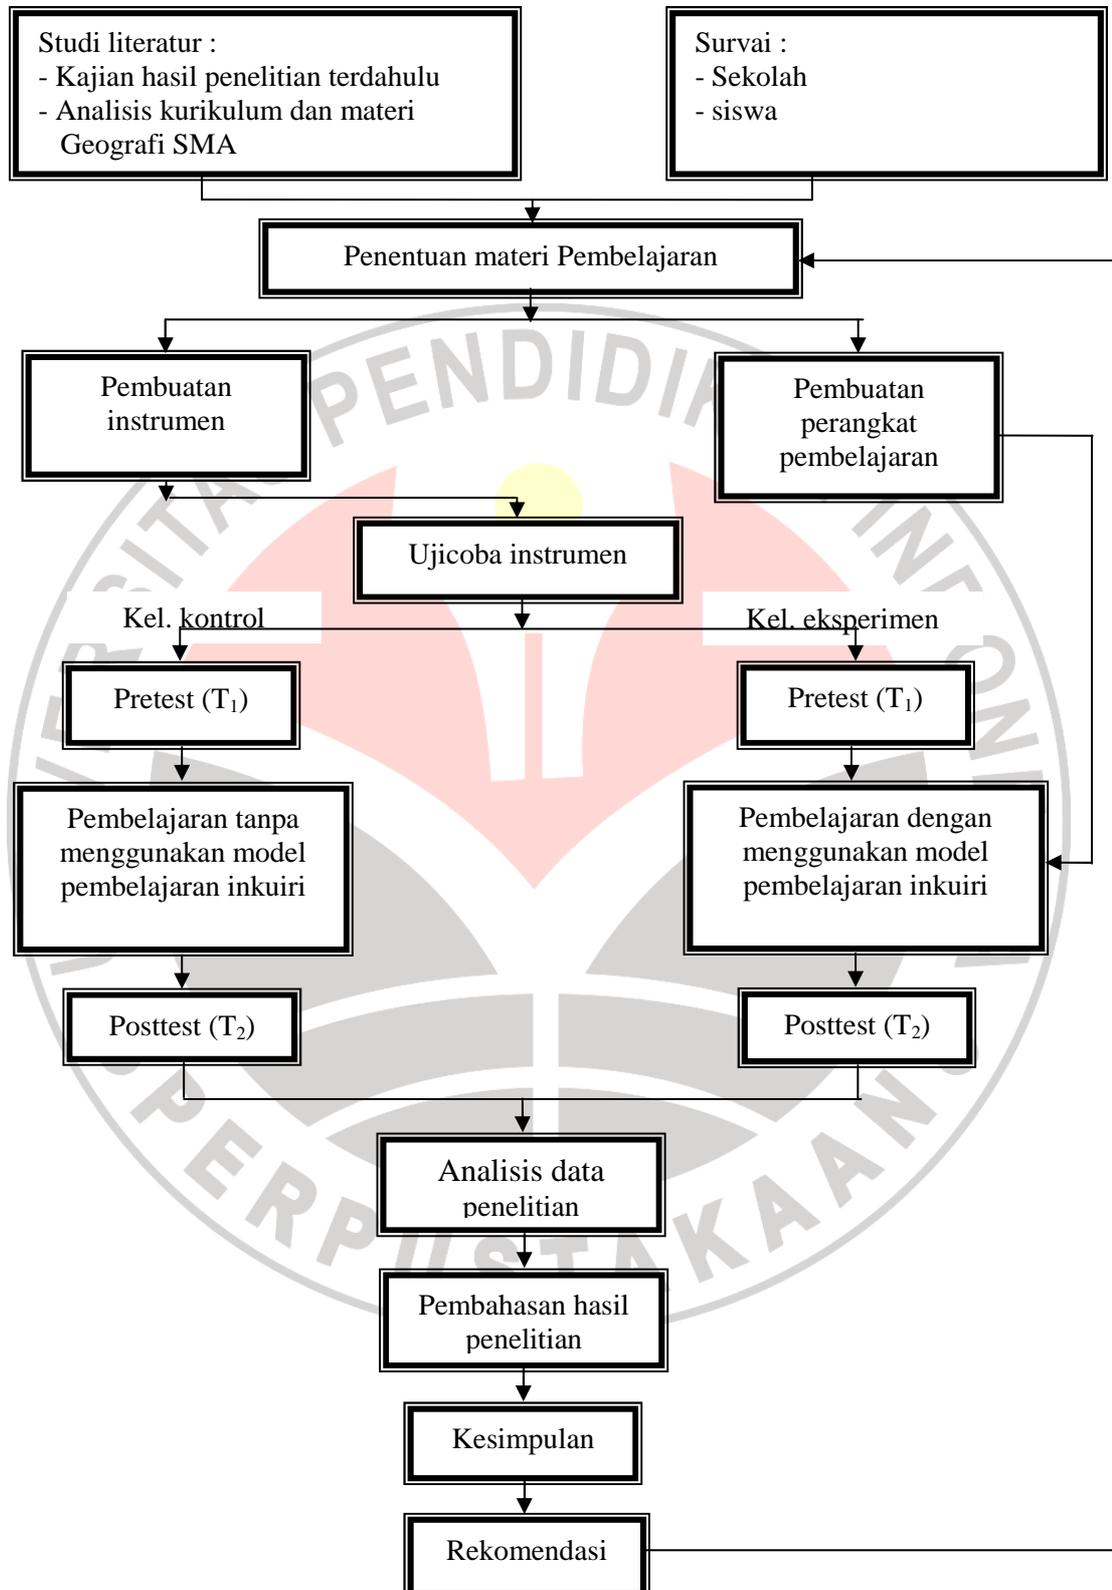 Studi literatur :
- Kajian hasil penelitian terdahulu
- Analisis kurikulum dan materi
Geografi SMA
Survai :
- Sekolah
- siswa
Penentuan materi Pembelajaran
Pembuatan
instrumen
Pembuatan
perangkat
pembelajaran
Ujicoba instrumen
Kel. kontrol
Kel. eksperimen
Pretest (T₁)
Pretest (T₁)
Pembelajaran tanpa
menggunakan model
pembelajaran inkuiri
Pembelajaran dengan
menggunakan model
pembelajaran inkuiri
Posttest (T₂)
Posttest (T₂)
Analisis data
penelitian
Pembahasan hasil
penelitian
Kesimpulan
Rekomendasi
PERPUSTAKAAN